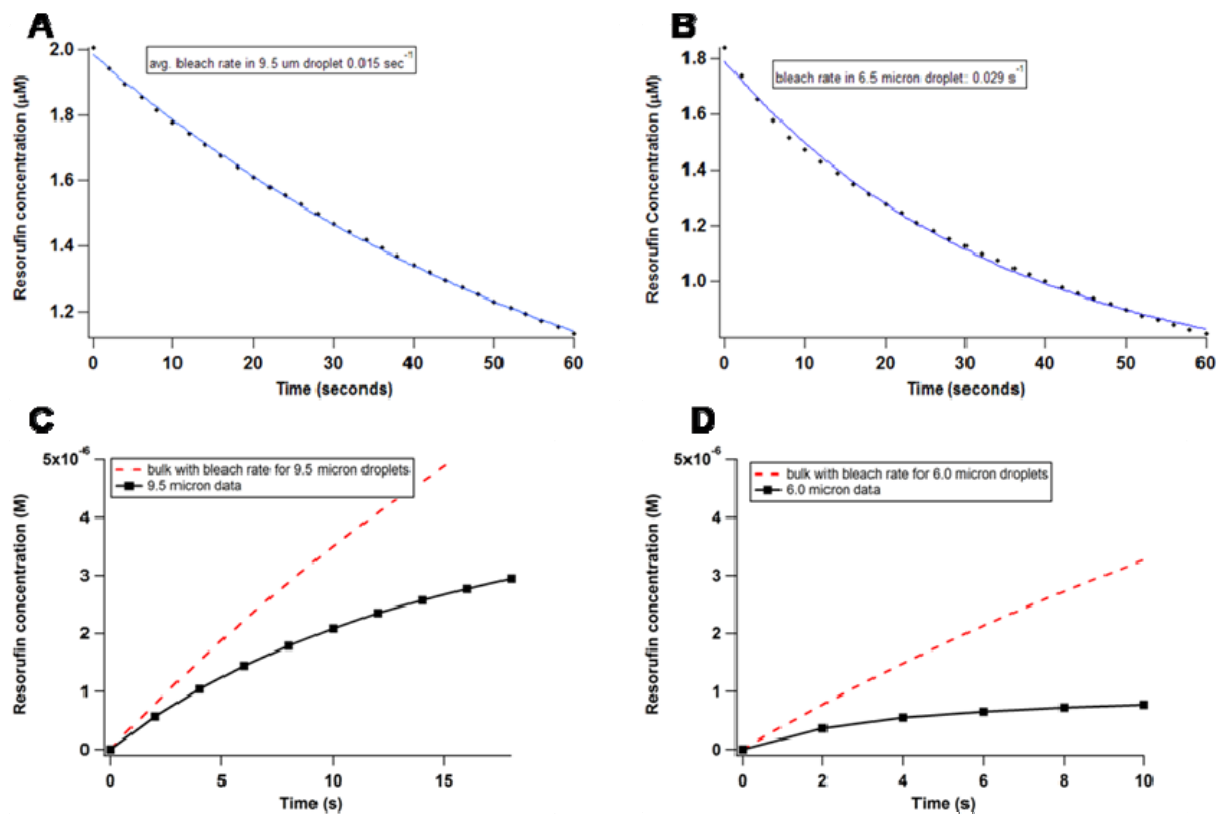 A
avg. bleach rate in 9.5 um droplet 0.015 sec⁻¹
2.0
1.8
1.6
1.4
1.2
Resorufin concentration (µM)
0 10 20 30 40 50 60
Time (seconds)
B
bleach rate in 6.5 micron droplet: 0.029 s⁻¹
1.8
1.6
1.4
1.2
1.0
Resorufin Concentration (µM)
0 10 20 30 40 50 60
Time (seconds)
C
5x10⁻⁶
bulk with bleach rate for 9.5 micron droplets
9.5 micron data
4
3
2
1
0
Resorufin concentration (M)
0 5 10 15
Time (s)
D
5x10⁻⁶
bulk with bleach rate for 6.0 micron droplets
6.0 micron data
4
3
2
1
0
Resorufin concentration (M)
0 2 4 6 8 10
Time (s)